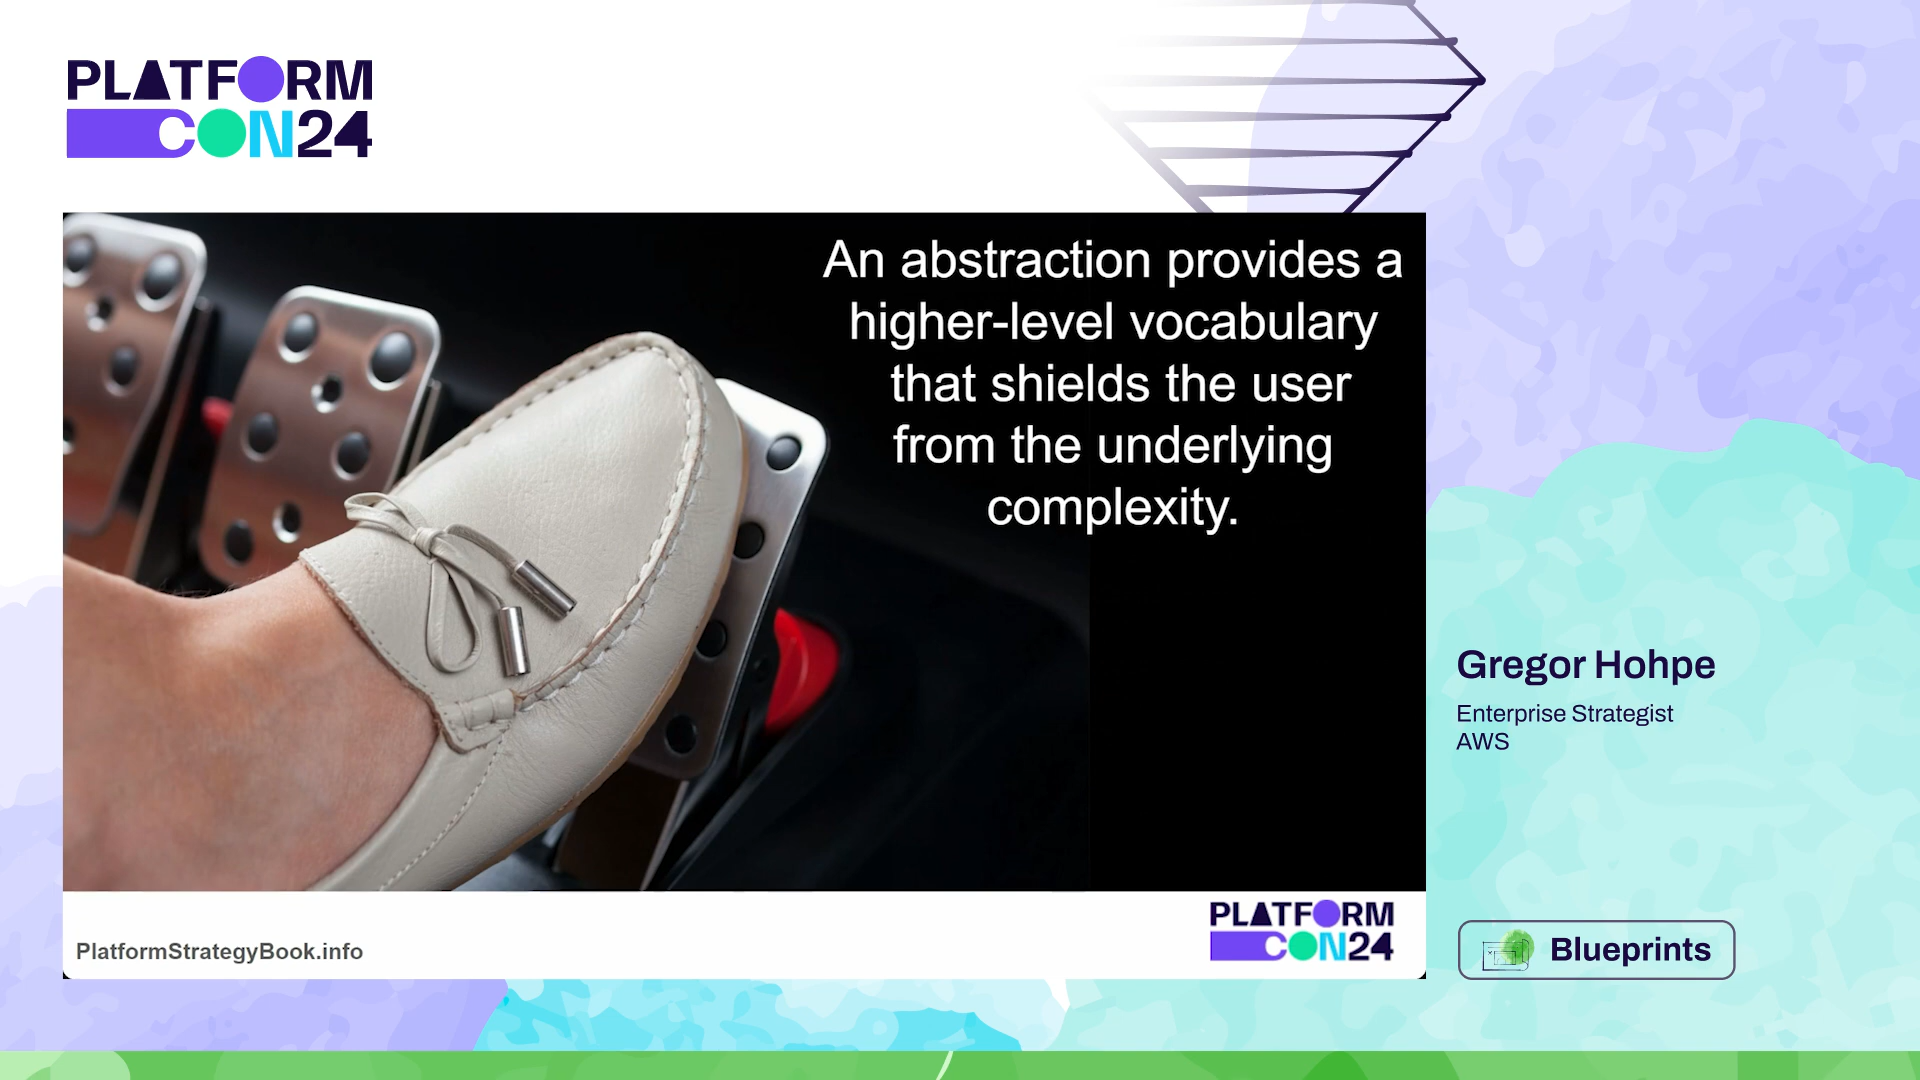 PLATFORM
CON24
An abstraction provides a
higher-level vocabulary
that shields the user
from the underlying
complexity.
Gregor Hohpe
Enterprise Strategist
AWS
PlatformStrategyBook.info
PLATFORM
CON24
Blueprints